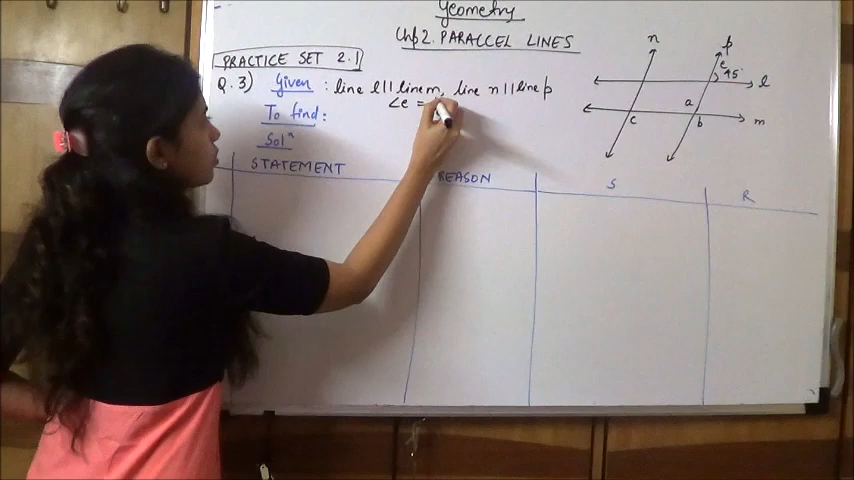 Geometry
Chp 2. PARALLEL LINES
PRACTICE SET 2.1
Q. 3) Given : line l || line m, line n || line p
∠e =
To find :
Solⁿ
STATEMENT REASON S R
n p
e
45° l
a
c b m